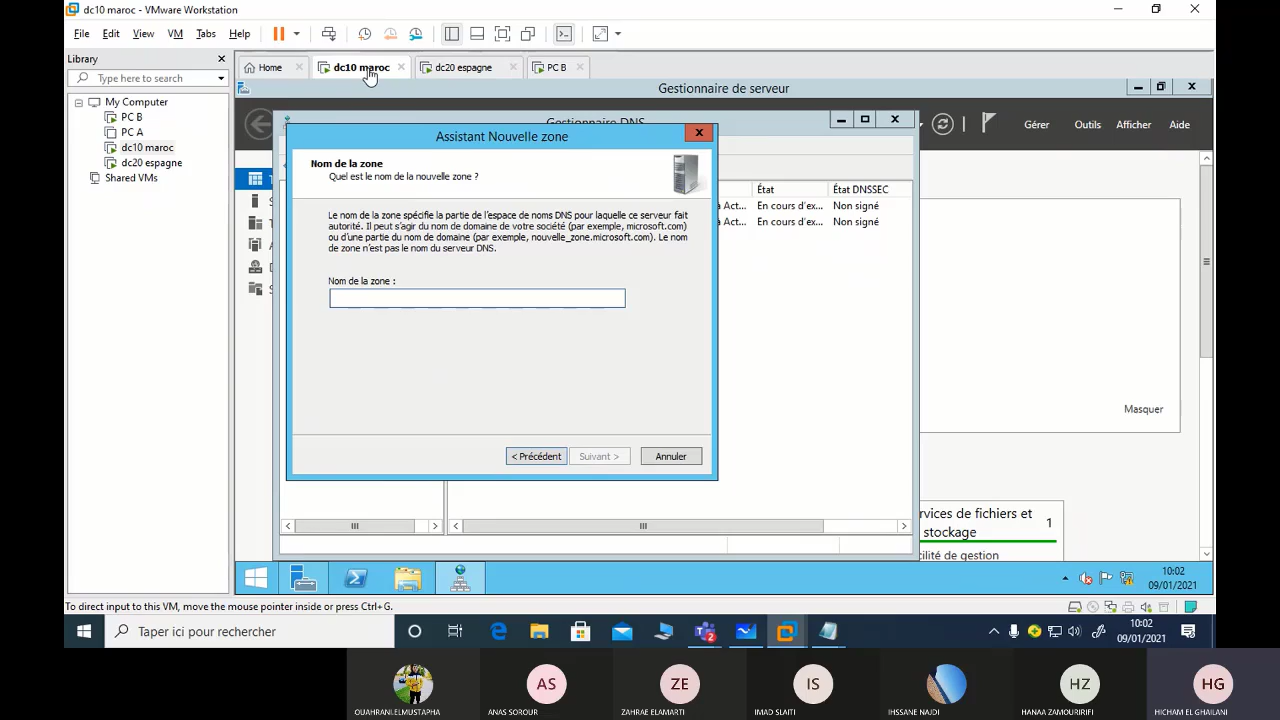 dc10 maroc - VMware Workstation
File Edit View VM Tabs Help
Library
Type here to search
My Computer
PC B
PC A
dc10 maroc
dc20 espagne
Shared VMs
Home
dc10 maroc
dc20 espagne
PC B
Gestionnaire de serveur
Gérer Outils Afficher Aide
Gestionnaire DNS
Assistant Nouvelle zone
Nom de la zone
Quel est le nom de la nouvelle zone ?
Le nom de la zone spécifie la partie de l'espace de noms DNS pour laquelle ce serveur fait
autorité. Il peut s'agir du nom de domaine de votre société (par exemple, microsoft.com)
ou d'une partie du nom de domaine (par exemple, nouvelle_zone.microsoft.com). Le nom
de zone n'est pas le nom du serveur DNS.
Nom de la zone :
< Précédent Suivant > Annuler
État État DNSSEC
Act... En cours d'ex... Non signé
Act... En cours d'ex... Non signé
Masquer
rvices de fichiers et
stockage 1
cilité de gestion
10:02
09/01/2021
To direct input to this VM, move the mouse pointer inside or press Ctrl+G.
Taper ici pour rechercher
10:02
09/01/2021
AS ZE IS HZ HG
OUAHRANI.ELMUSTAPHA ANAS SOROUR ZAHRAE ELAMARTI IMAD SLAITI IHSSANE NAJDI HANAA ZAMOURIRFI HICHAM EL GHAILANI